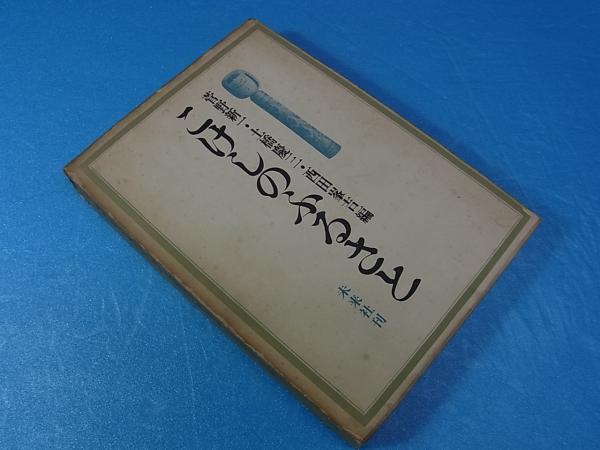 菅野新一・土橋慶三・西田峯吉編
こけしのふるさと
未来社刊